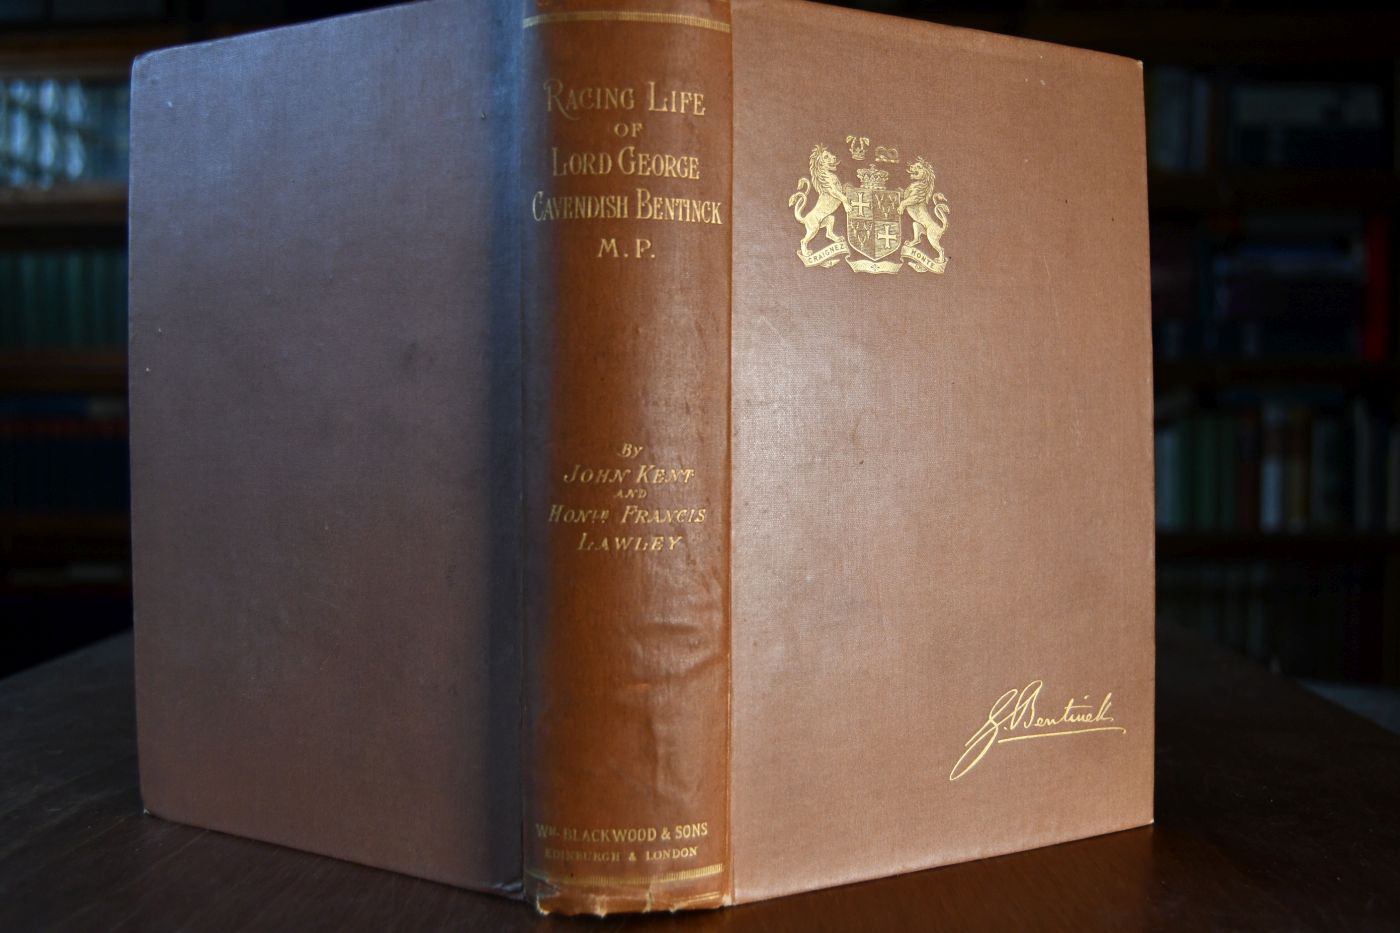 RACING LIFE
OF
LORD GEORGE
CAVENDISH BENTINCK
M.P.
BY
JOHN KENT
AND
HONBLE FRANCIS
LAWLEY
WM. BLACKWOOD & SONS
EDINBURGH & LONDON
CRAIGNEZ HONTE
G. Bentinck